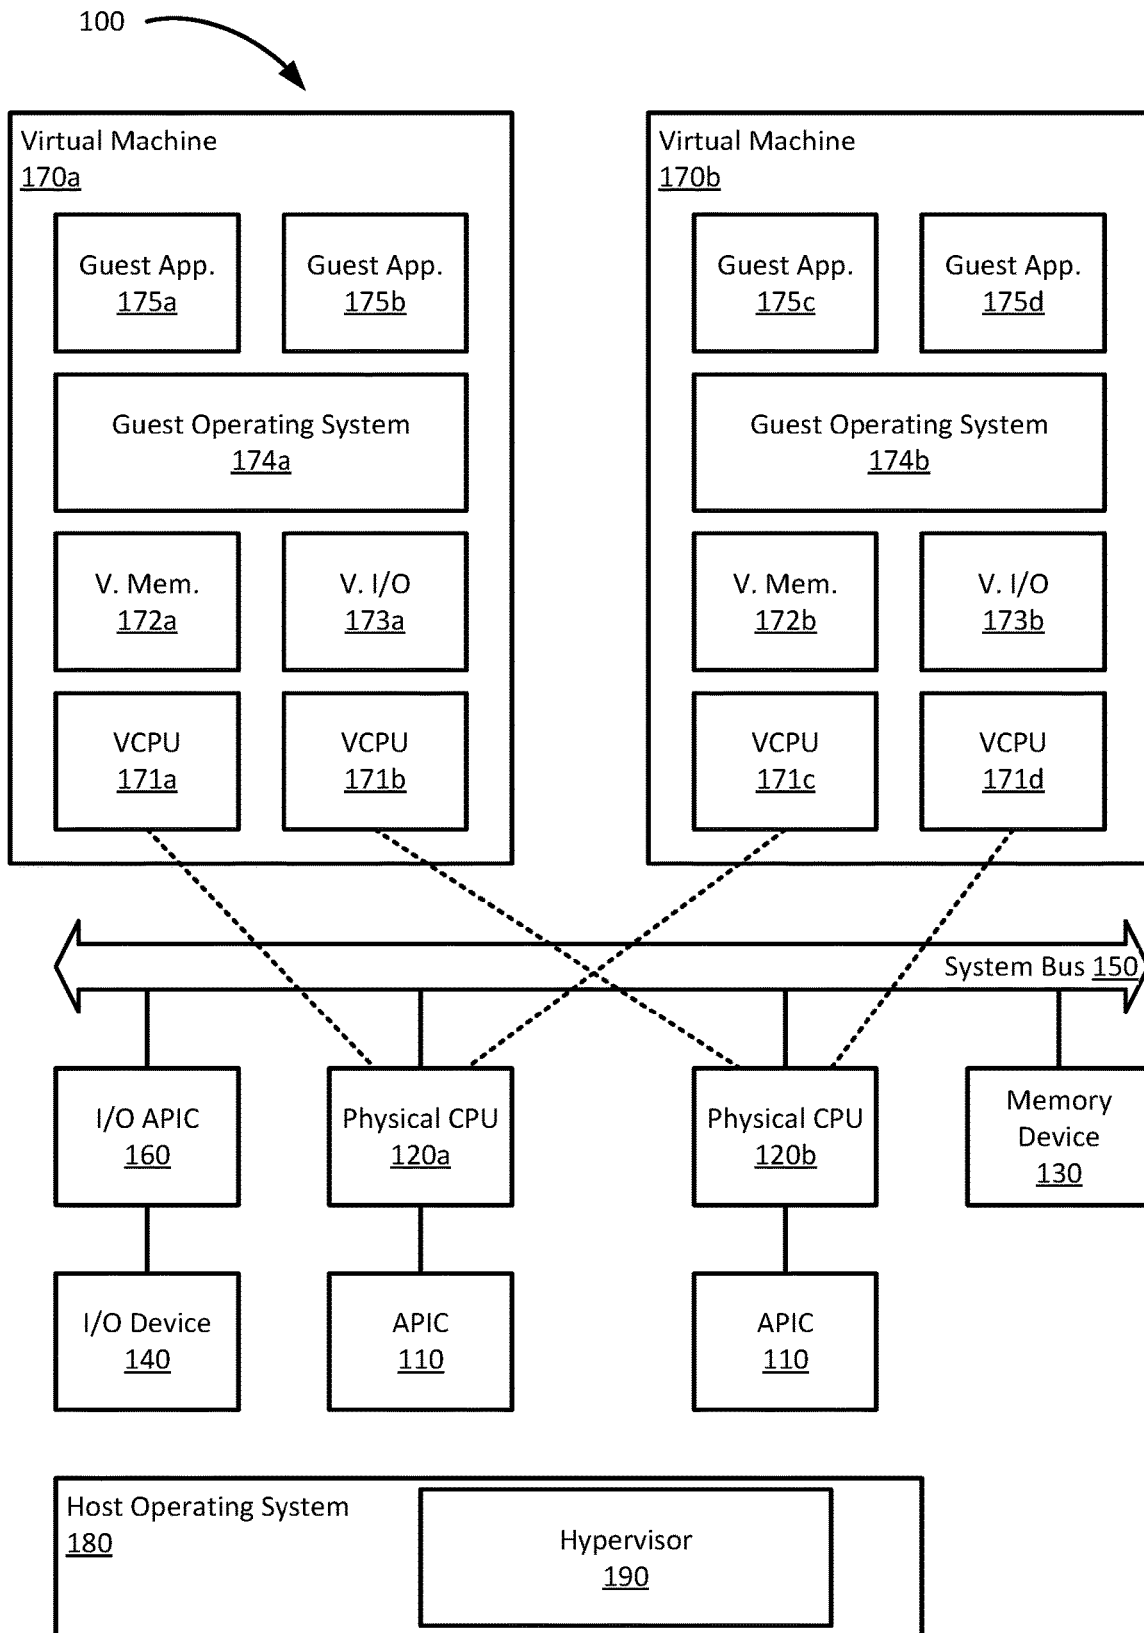 100
Virtual Machine
170a
Guest App.
175a
Guest App.
175b
Guest Operating System
174a
V. Mem.
172a
V. I/O
173a
VCPU
171a
VCPU
171b
Virtual Machine
170b
Guest App.
175c
Guest App.
175d
Guest Operating System
174b
V. Mem.
172b
V. I/O
173b
VCPU
171c
VCPU
171d
System Bus 150
I/O APIC
160
Physical CPU
120a
Physical CPU
120b
Memory
Device
130
I/O Device
140
APIC
110
APIC
110
Host Operating System
180
Hypervisor
190